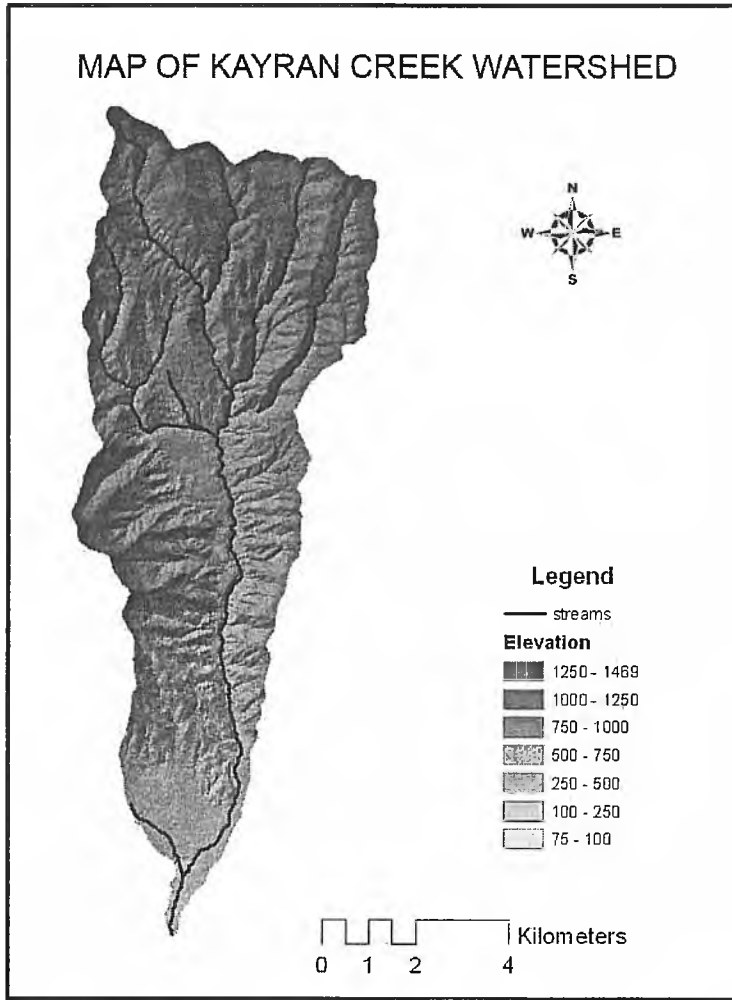 MAP OF KAYRAN CREEK WATERSHED
N
W E
S
Legend
streams
Elevation
1250 - 1469
1000 - 1250
750 - 1000
500 - 750
250 - 500
100 - 250
75 - 100
Kilometers
0 1 2 4